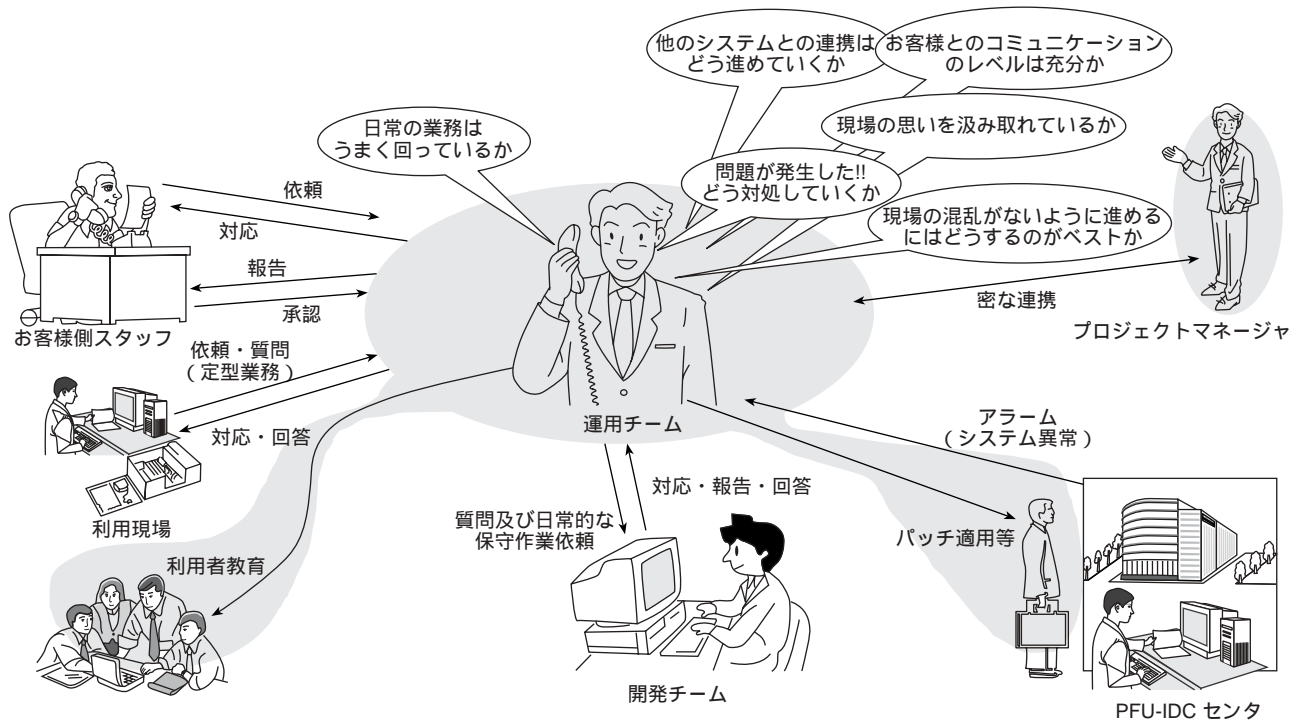 他のシステムとの連携は
どう進めていくか
お客様とのコミュニケーション
のレベルは充分か
日常の業務は
うまく回っているか
現場の思いを汲み取れているか
問題が発生した!!
どう対処していくか
現場の混乱がないように進める
にはどうするのがベストか
依頼
対応
報告
承認
お客様側スタッフ
密な連携
プロジェクトマネージャ
依頼・質問
（定型業務）
対応・回答
利用現場
運用チーム
アラーム
（システム異常）
対応・報告・回答
質問及び日常的な
保守作業依頼
パッチ適用等
利用者教育
開発チーム
PFU-IDC センタ